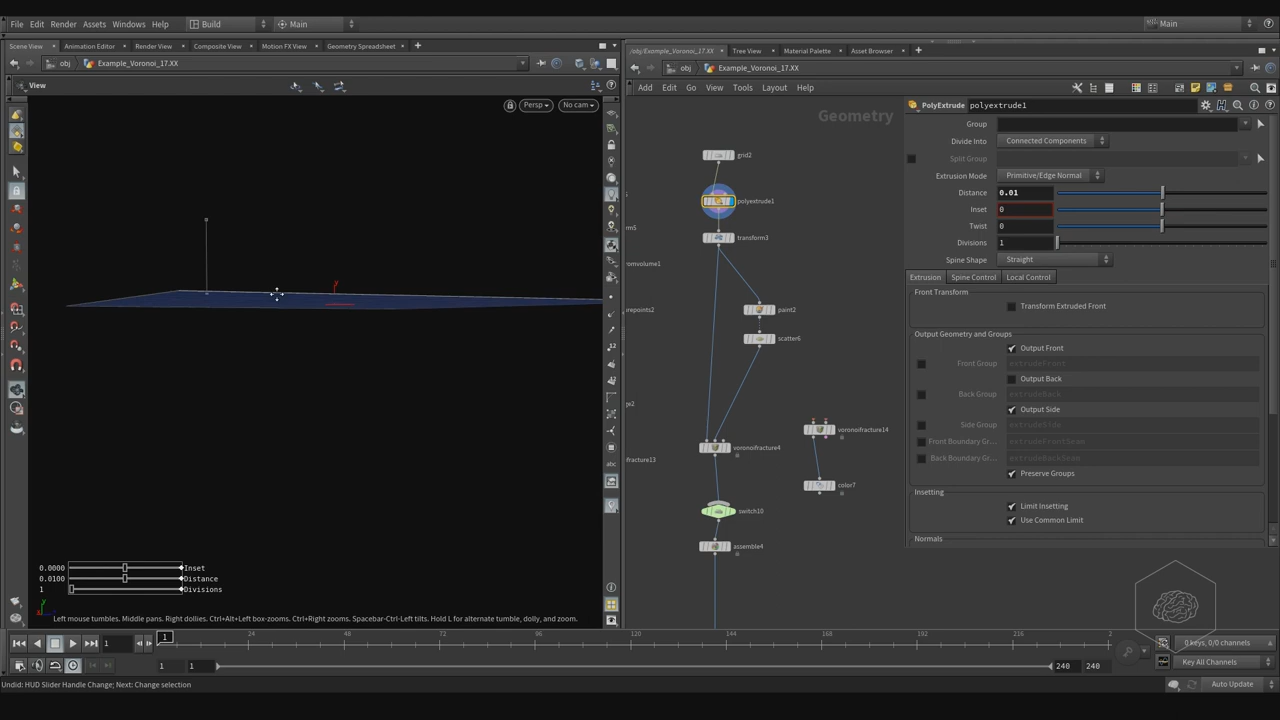 File Edit Render Assets Windows Help Build Main Main
Scene View Animation Editor Render View Composite View Motion FX View Geometry Spreadsheet
obj Example_Voronoi_17.XX
View
Persp No cam
0.0000 Inset
0.0100 Distance
1 Divisions
Left mouse tumbles. Middle pans. Right dollies. Ctrl+Alt+Left box-zooms. Ctrl+Right zooms. Spacebar-Ctrl-Left tilts. Hold L for alternate tumble, dolly, and zoom.
/obj/Example_Voronoi_17.XX Tree View Material Palette Asset Browser
obj Example_Voronoi_17.XX
Add Edit Go View Tools Layout Help
Geometry
grid2
polyextrude1
transform3
paint2
scatter6
voronoifracture4
voronoifracture14
color7
switch10
assemble4
PolyExtrude polyextrude1
Group
Divide Into Connected Components
Split Group
Extrusion Mode Primitive/Edge Normal
Distance 0.01
Inset 0
Twist 0
Divisions 1
Spine Shape Straight
Extrusion Spine Control Local Control
Front Transform
Transform Extruded Front
Output Geometry and Groups
Output Front
Front Group extrudeFront
Output Back
Back Group extrudeBack
Output Side
Side Group extrudeSide
Front Boundary Gr... extrudeFrontSeam
Back Boundary Gr... extrudeBackSeam
Preserve Groups
Insetting
Limit Insetting
Use Common Limit
Normals
1 1 24 48 72 96 120 144 168 192 216 2
0 keys, 0/0 channels
1 1 240 240 Key All Channels
Undid: HUD Slider Handle Change; Next: Change selection Auto Update